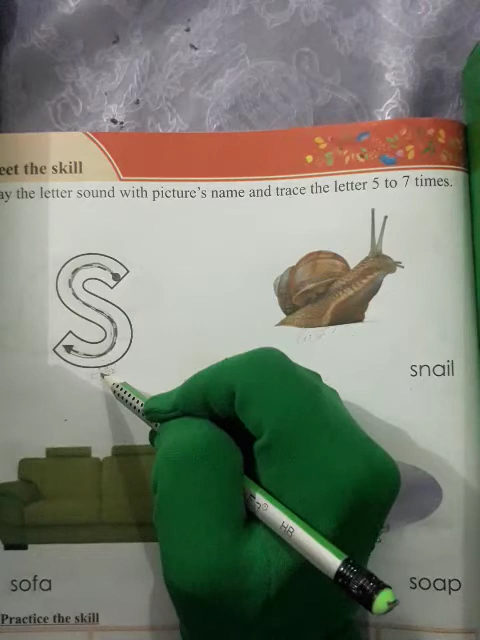 eet the skill
ay the letter sound with picture's name and trace the letter 5 to 7 times.
S
snail
HB
sofa
soap
Practice the skill